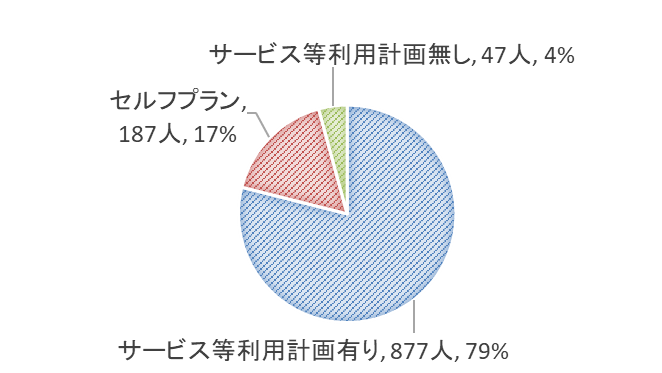 サービス等利用計画無し, 47人, 4%
セルフプラン,
187人, 17%
サービス等利用計画有り, 877人, 79%